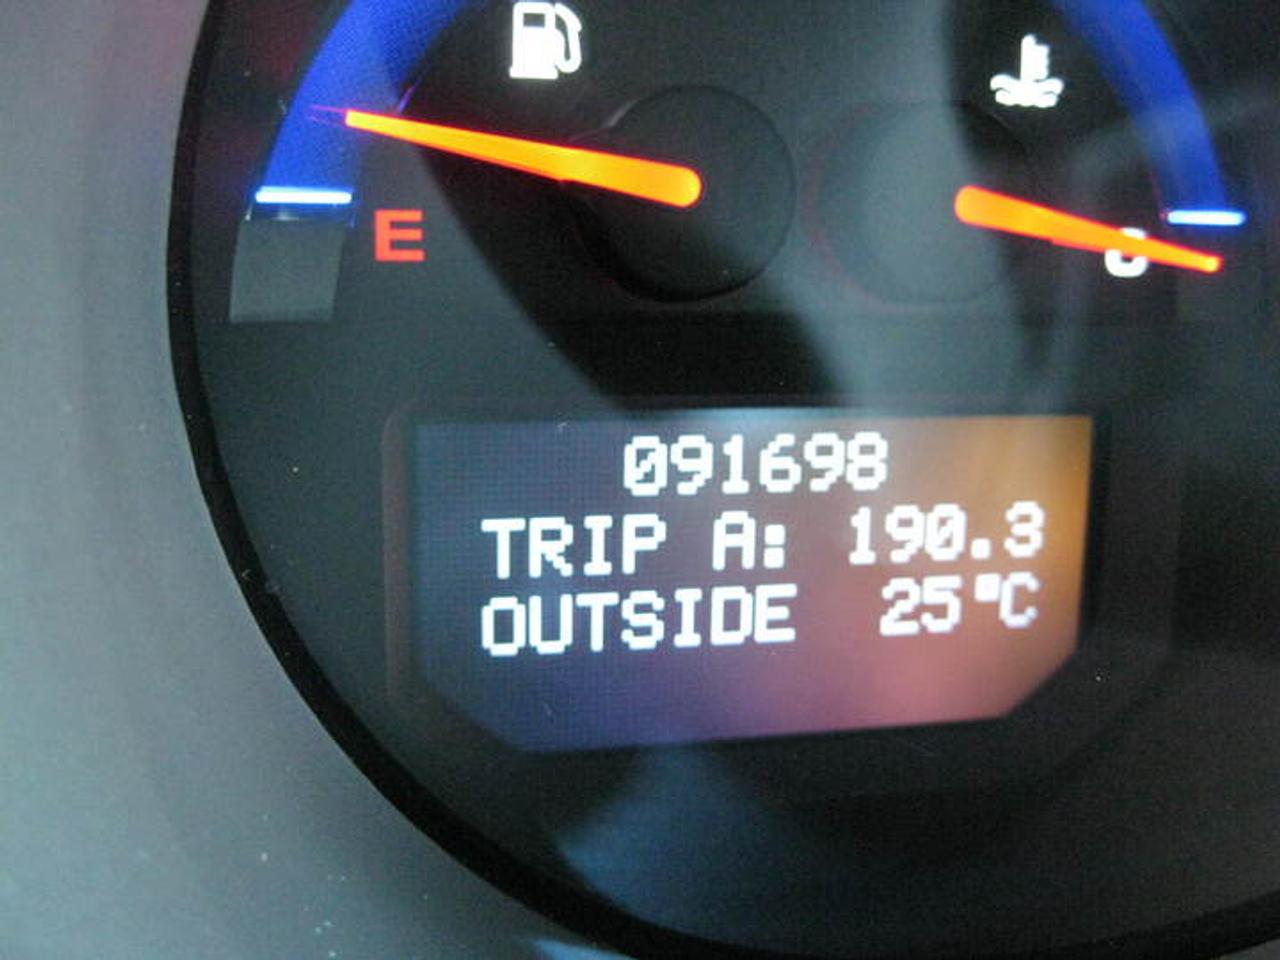 E
C
091698
TRIP A: 190.3
OUTSIDE 25°C